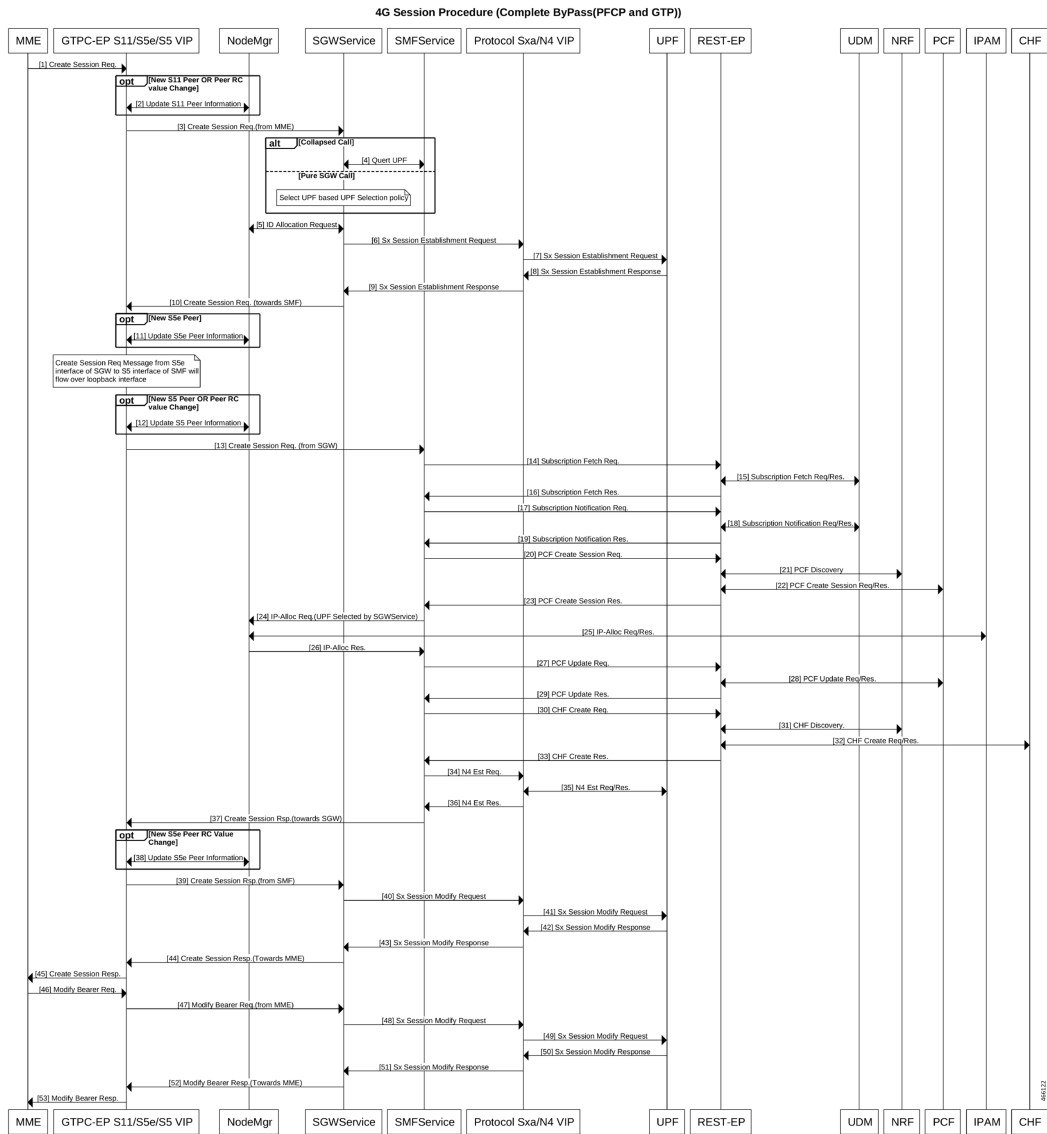 4G Session Procedure (Complete ByPass(PFCP and GTP))
MME
GTPC-EP S11/S5e/S5 VIP
NodeMgr
SGWService
SMFService
Protocol Sxa/N4 VIP
UPF
REST-EP
UDM
NRF
PCF
IPAM
CHF
[1] Create Session Req.
opt
[New S11 Peer OR Peer RC
value Change]
[2] Update S11 Peer Information
[3] Create Session Req.(from MME)
alt
[Collapsed Call]
[4] Quert UPF
[Pure SGW Call]
Select UPF based UPF Selection policy
[5] ID Allocation Request
[6] Sx Session Establishment Request
[7] Sx Session Establishment Request
[8] Sx Session Establishment Response
[9] Sx Session Establishment Response
[10] Create Session Req. (towards SMF)
opt
[New S5e Peer]
[11] Update S5e Peer Information
Create Session Req Message from S5e
interface of SGW to S5 interface of SMF will
flow over loopback interface
opt
[New S5 Peer OR Peer RC
value Change]
[12] Update S5 Peer Information
[13] Create Session Req. (from SGW)
[14] Subscription Fetch Req.
[15] Subscription Fetch Req/Res.
[16] Subscription Fetch Res.
[17] Subscription Notification Req.
[18] Subscription Notification Req/Res.
[19] Subscription Notification Res.
[20] PCF Create Session Req.
[21] PCF Discovery
[22] PCF Create Session Req/Res.
[23] PCF Create Session Res.
[24] IP-Alloc Req.(UPF Selected by SGWService)
[25] IP-Alloc Req/Res.
[26] IP-Alloc Res.
[27] PCF Update Req.
[28] PCF Update Req/Res.
[29] PCF Update Res.
[30] CHF Create Req.
[31] CHF Discovery.
[32] CHF Create Req/Res.
[33] CHF Create Res.
[34] N4 Est Req.
[35] N4 Est Req/Res.
[36] N4 Est Res.
[37] Create Session Rsp.(towards SGW)
opt
[New S5e Peer RC Value
Change]
[38] Update S5e Peer Information
[39] Create Session Rsp.(from SMF)
[40] Sx Session Modify Request
[41] Sx Session Modify Request
[42] Sx Session Modify Response
[43] Sx Session Modify Response
[44] Create Session Resp.(Towards MME)
[45] Create Session Resp.
[46] Modify Bearer Req.
[47] Modify Bearer Req.(from MME)
[48] Sx Session Modify Request
[49] Sx Session Modify Request
[50] Sx Session Modify Response
[51] Sx Session Modify Response
[52] Modify Bearer Resp.(Towards MME)
[53] Modify Bearer Resp.
466122
MME
GTPC-EP S11/S5e/S5 VIP
NodeMgr
SGWService
SMFService
Protocol Sxa/N4 VIP
UPF
REST-EP
UDM
NRF
PCF
IPAM
CHF